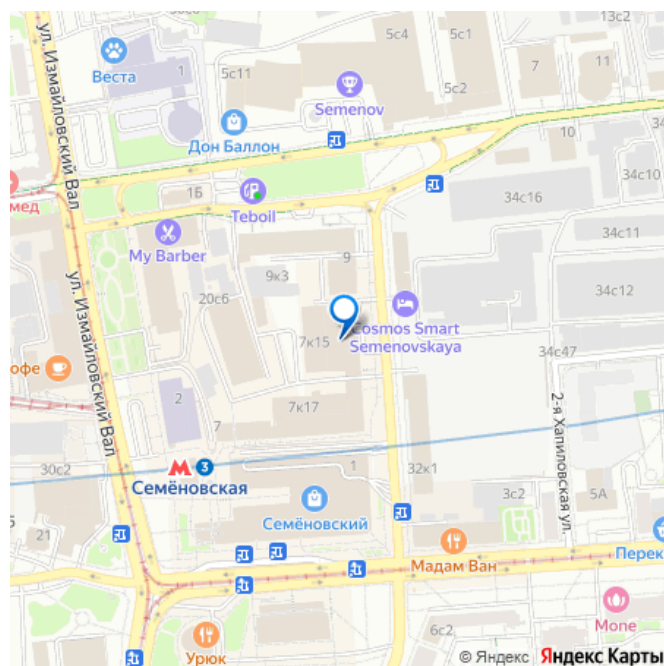 13с2
5с4
5с1
ул. Измайловский Вал
Веста
1
5с11
7
11
Semenov
5с2
Дон Баллон
10
мед
1Б
Teboil
34с10
34с16
My Barber
9
34с11
9к3
20с6
34с12
ул. Измайловский Вал
Cosmos Smart
Semenovskaya
7к15
34с47
офе
2
7к17
2-я Хапиловская ул.
7
30с2
3
Семёновская
1
32к1
3с2
5А
Семёновский
21
Мадам Ван
Перек
Mone
Урюк
6с2
© Яндекс Яндекс Карты